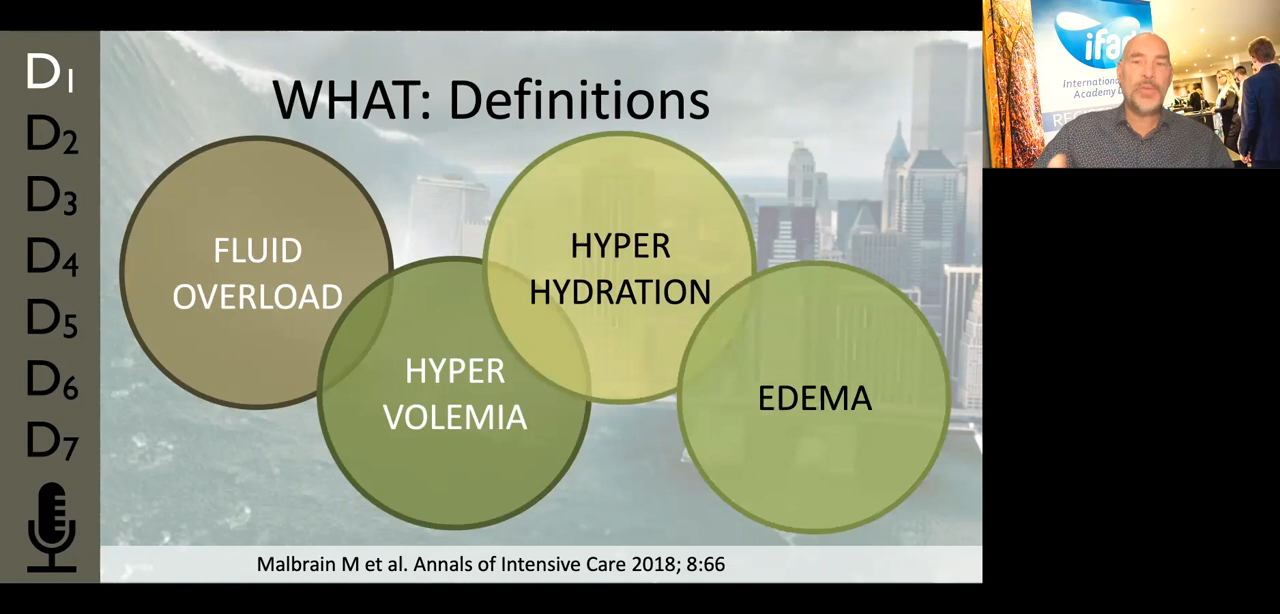 D1
D2
D3
D4
D5
D6
D7
WHAT: Definitions
FLUID
OVERLOAD
HYPER
VOLEMIA
HYPER
HYDRATION
EDEMA
Malbrain M et al. Annals of Intensive Care 2018; 8:66
ifad
International
Academy